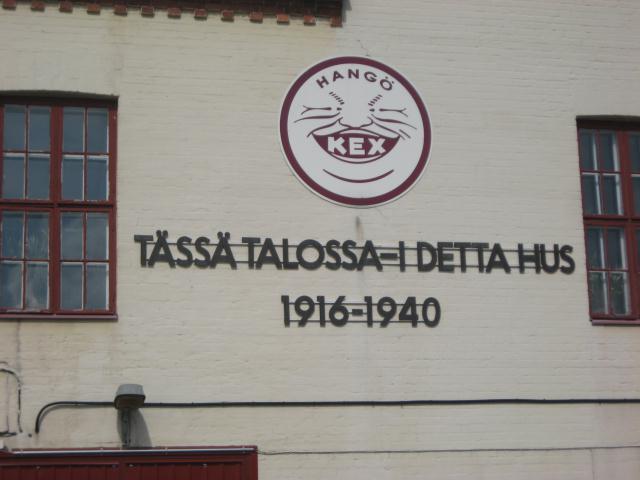 HANGÖ
KEX
TÄSSÄ TALOSSA-I DETTA HUS
1916-1940